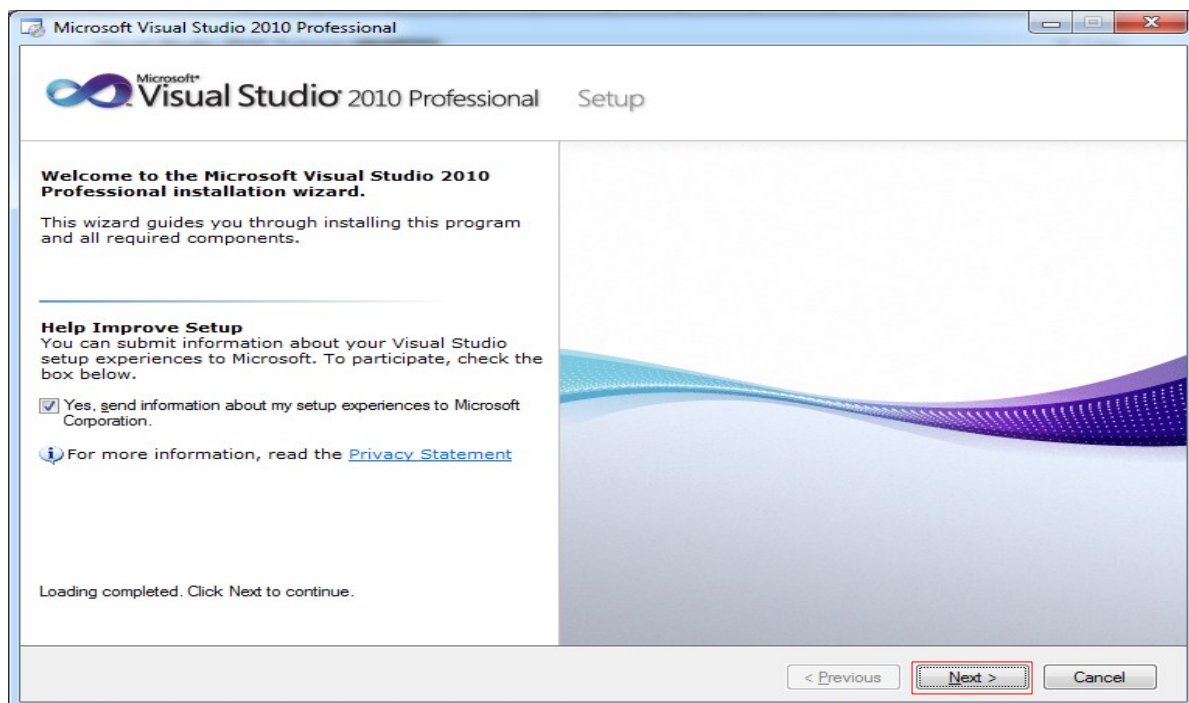 Microsoft Visual Studio 2010 Professional
Microsoft®
Visual Studio® 2010 Professional Setup
Welcome to the Microsoft Visual Studio 2010
Professional installation wizard.
This wizard guides you through installing this program
and all required components.
Help Improve Setup
You can submit information about your Visual Studio
setup experiences to Microsoft. To participate, check the
box below.
Yes, send information about my setup experiences to Microsoft
Corporation.
For more information, read the Privacy Statement
Loading completed. Click Next to continue.
< Previous Next > Cancel